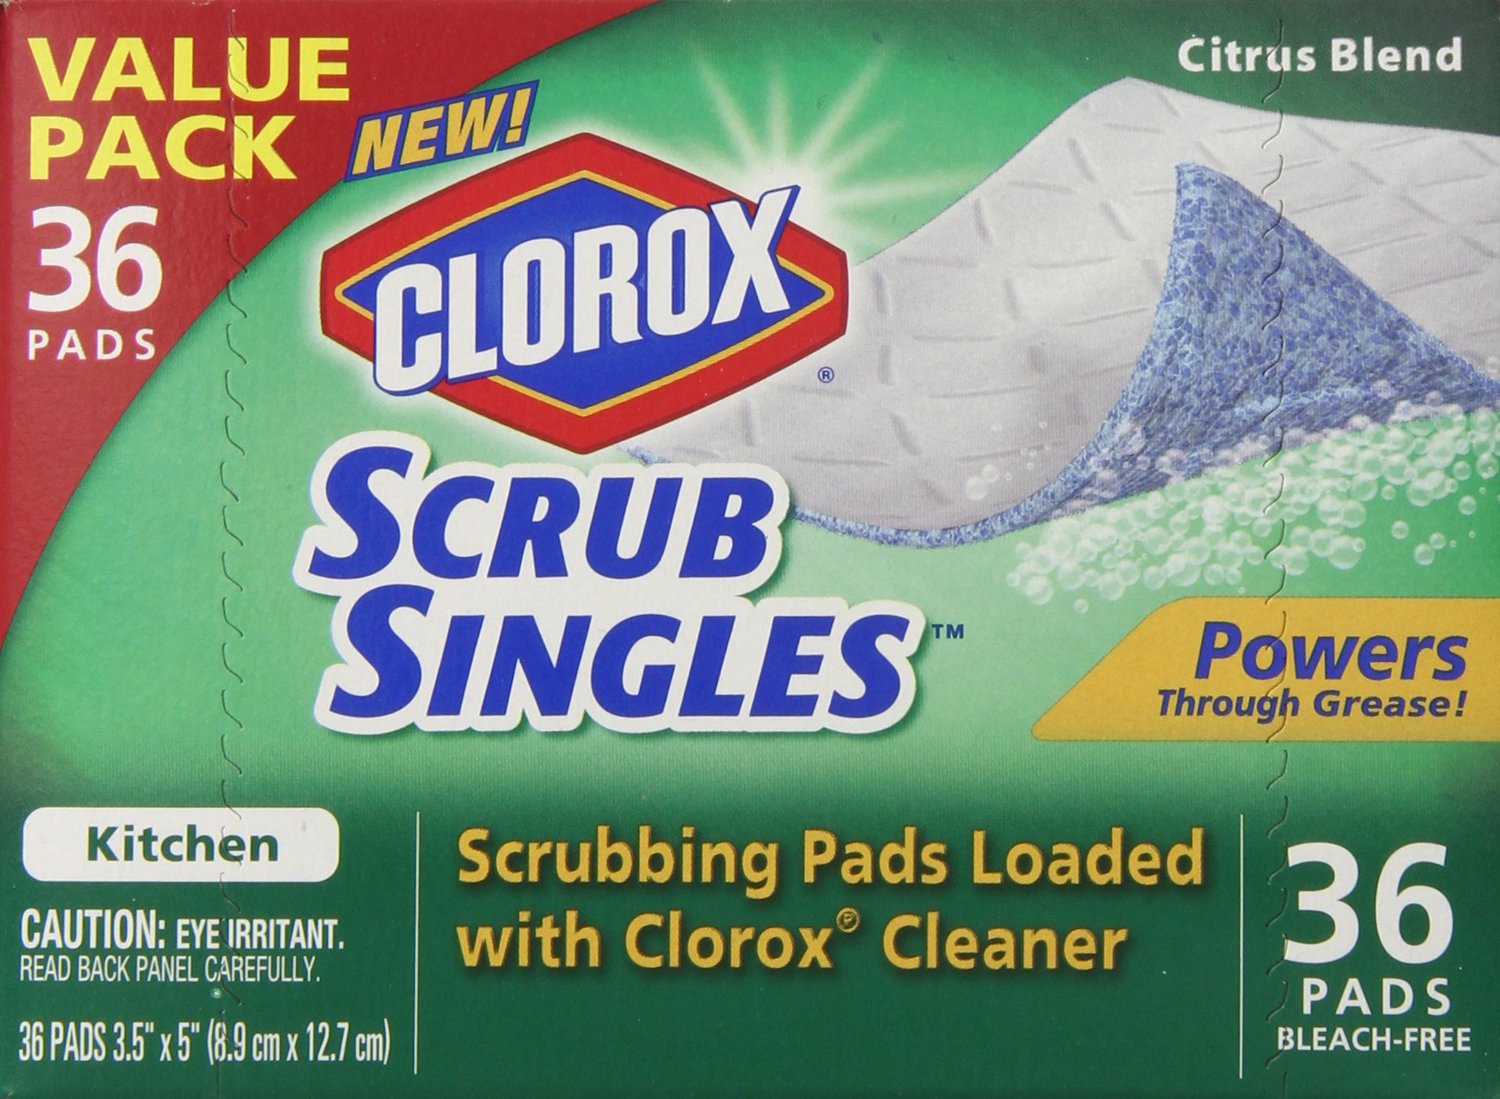 VALUE
PACK
36
PADS
NEW!
CLOROX®
SCRUB
SINGLES™
Citrus Blend
Powers
Through Grease!
Kitchen
CAUTION: EYE IRRITANT.
READ BACK PANEL CAREFULLY.
36 PADS 3.5" x 5" (8.9 cm x 12.7 cm)
Scrubbing Pads Loaded
with Clorox® Cleaner
36
PADS
BLEACH-FREE